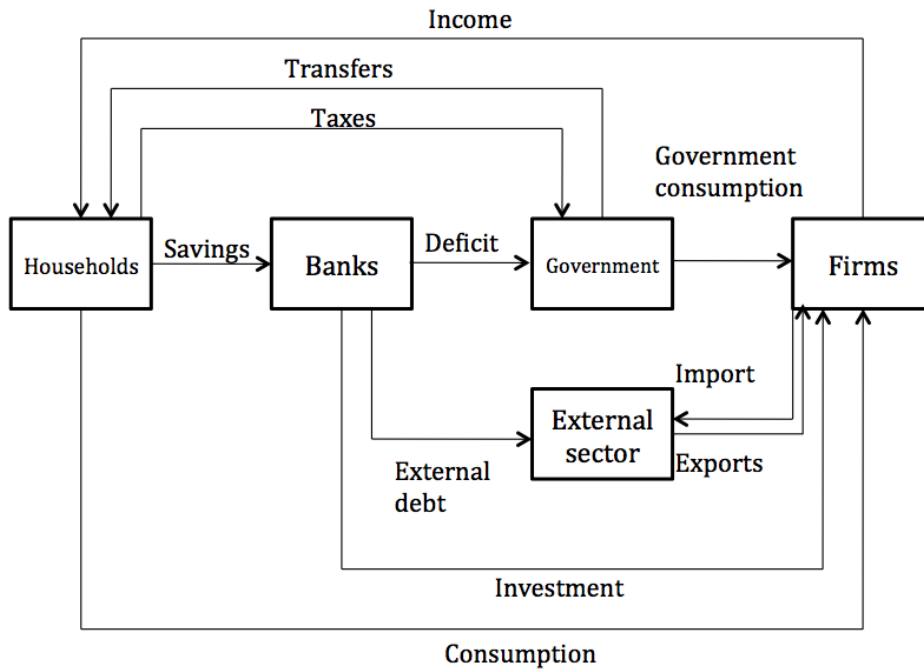 Income
Transfers
Taxes
Government
consumption
Households
Savings
Banks
Deficit
Government
Firms
Import
External
sector
Exports
External
debt
Investment
Consumption